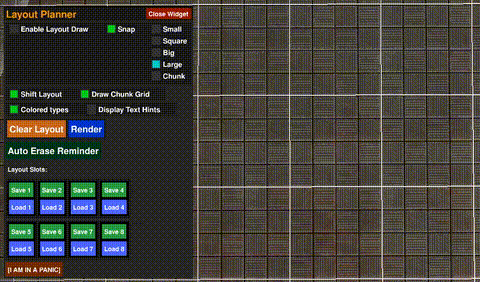 Layout Planner
Close Widget
Enable Layout Draw
Snap
Small
Square
Big
Large
Chunk
Shift Layout
Draw Chunk Grid
Colored types
Display Text Hints
Clear Layout
Render
Auto Erase Reminder
Layout Slots:
Save 1 Save 2 Save 3 Save 4
Load 1 Load 2 Load 3 Load 4
Save 5 Save 6 Save 7 Save 8
Load 5 Load 6 Load 7 Load 8
[I AM IN A PANIC]